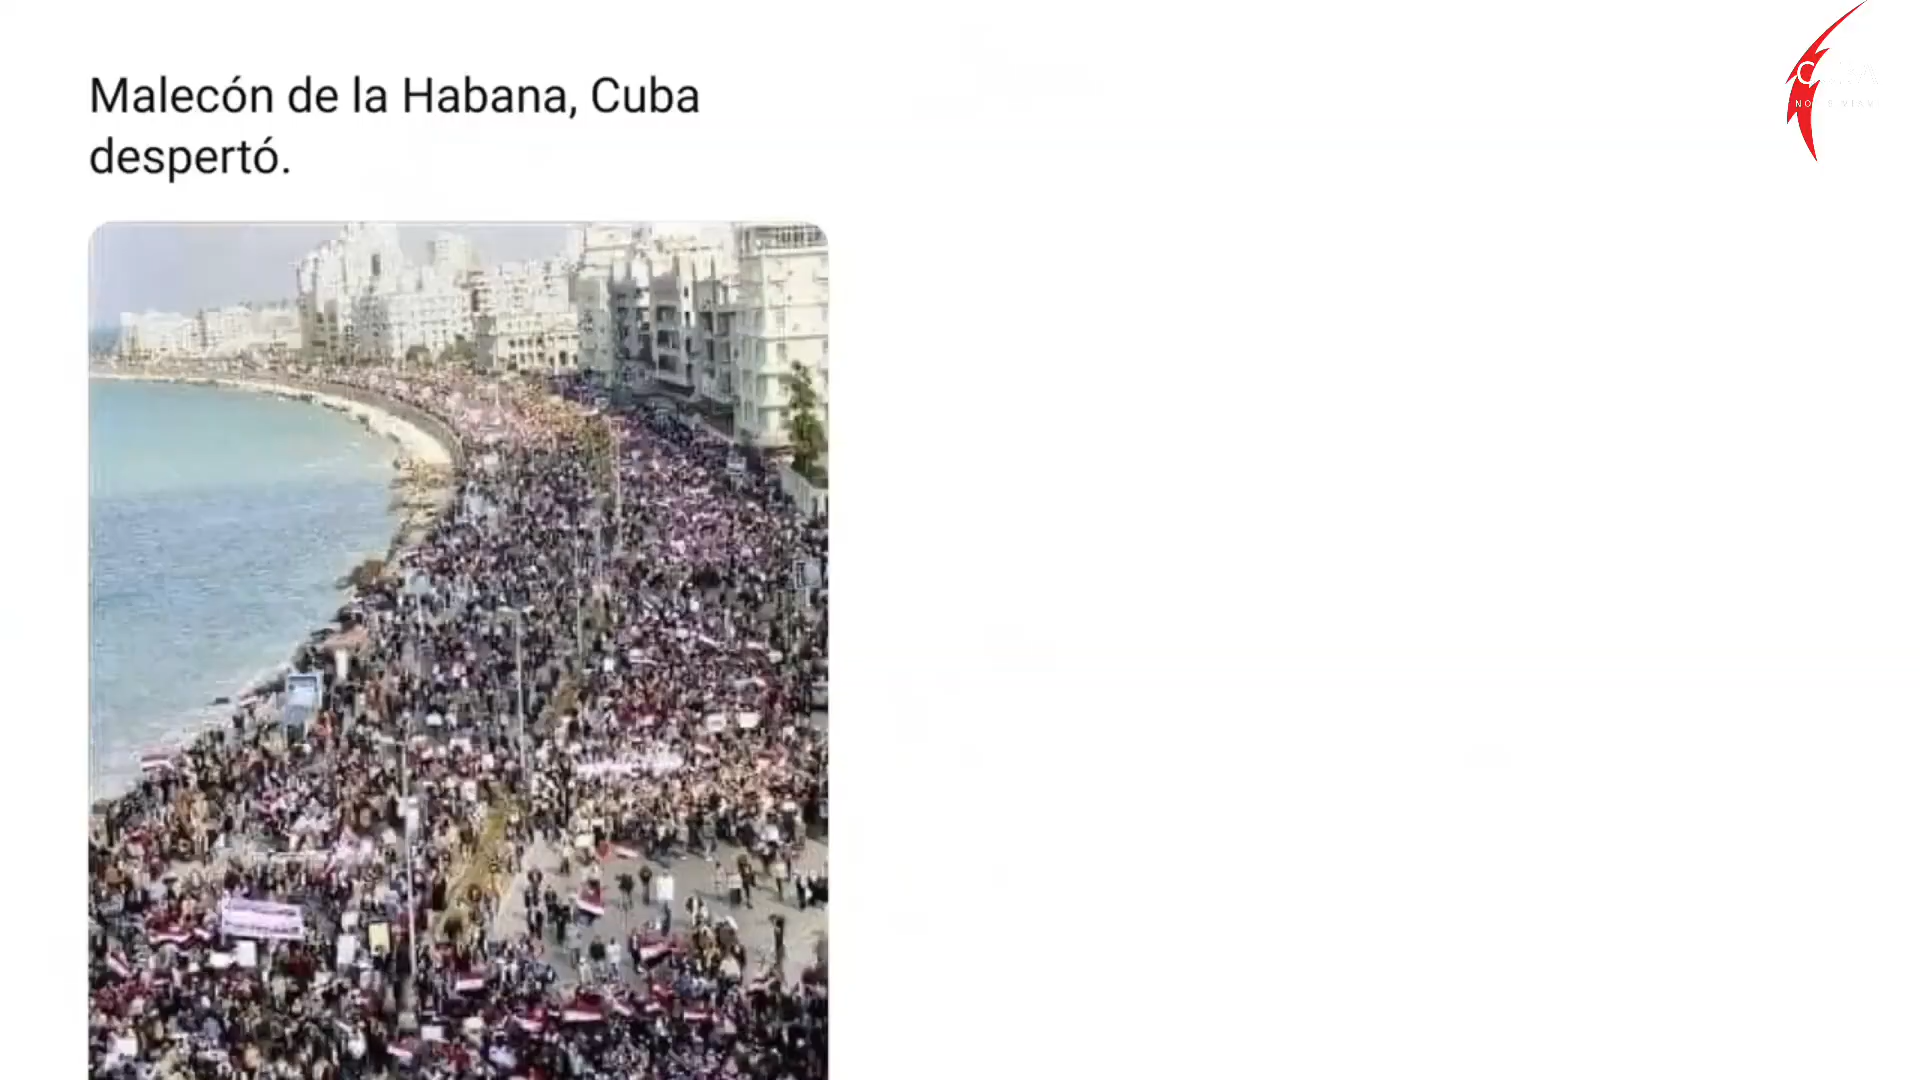 Malecón de la Habana, Cuba
despertó.